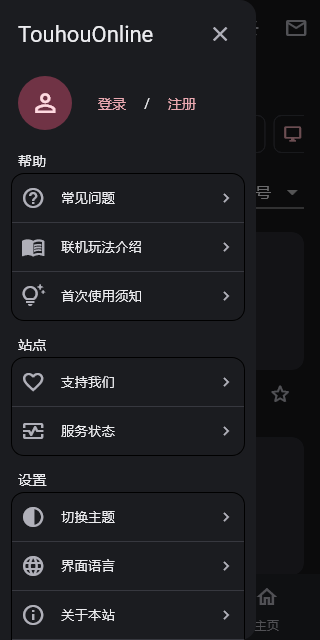 TouhouOnline
登录 / 注册
帮助
常见问题
联机玩法介绍
首次使用须知
站点
支持我们
服务状态
设置
切换主题
界面语言
关于本站
号
主页